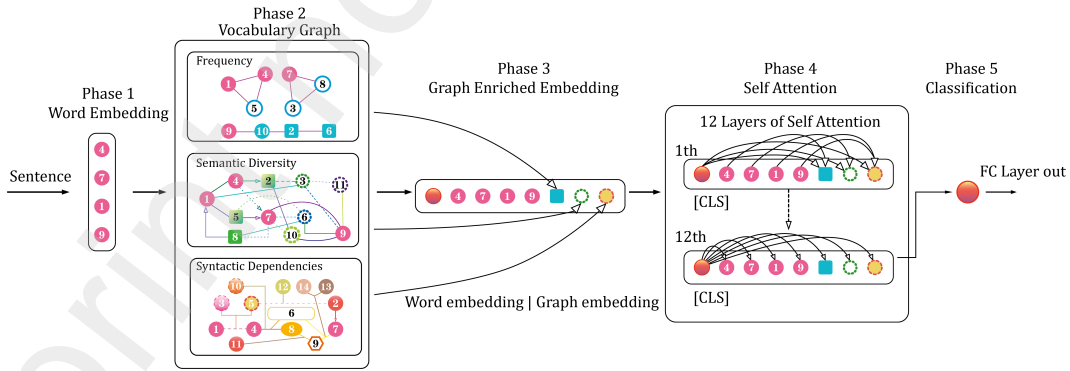 Phase 1
Word Embedding
Sentence
4
7
1
9
Phase 2
Vocabulary Graph
Frequency
1
4
7
8
5
3
9
10
2
6
Semantic Diversity
1
4
2
3
11
5
7
6
8
10
9
Syntactic Dependencies
10
12
14
13
3
5
2
6
1
4
8
7
11
9
Phase 3
Graph Enriched Embedding
4
7
1
9
Word embedding | Graph embedding
Phase 4
Self Attention
12 Layers of Self Attention
1th
4
7
1
9
[CLS]
12th
4
7
1
9
[CLS]
Phase 5
Classification
FC Layer out